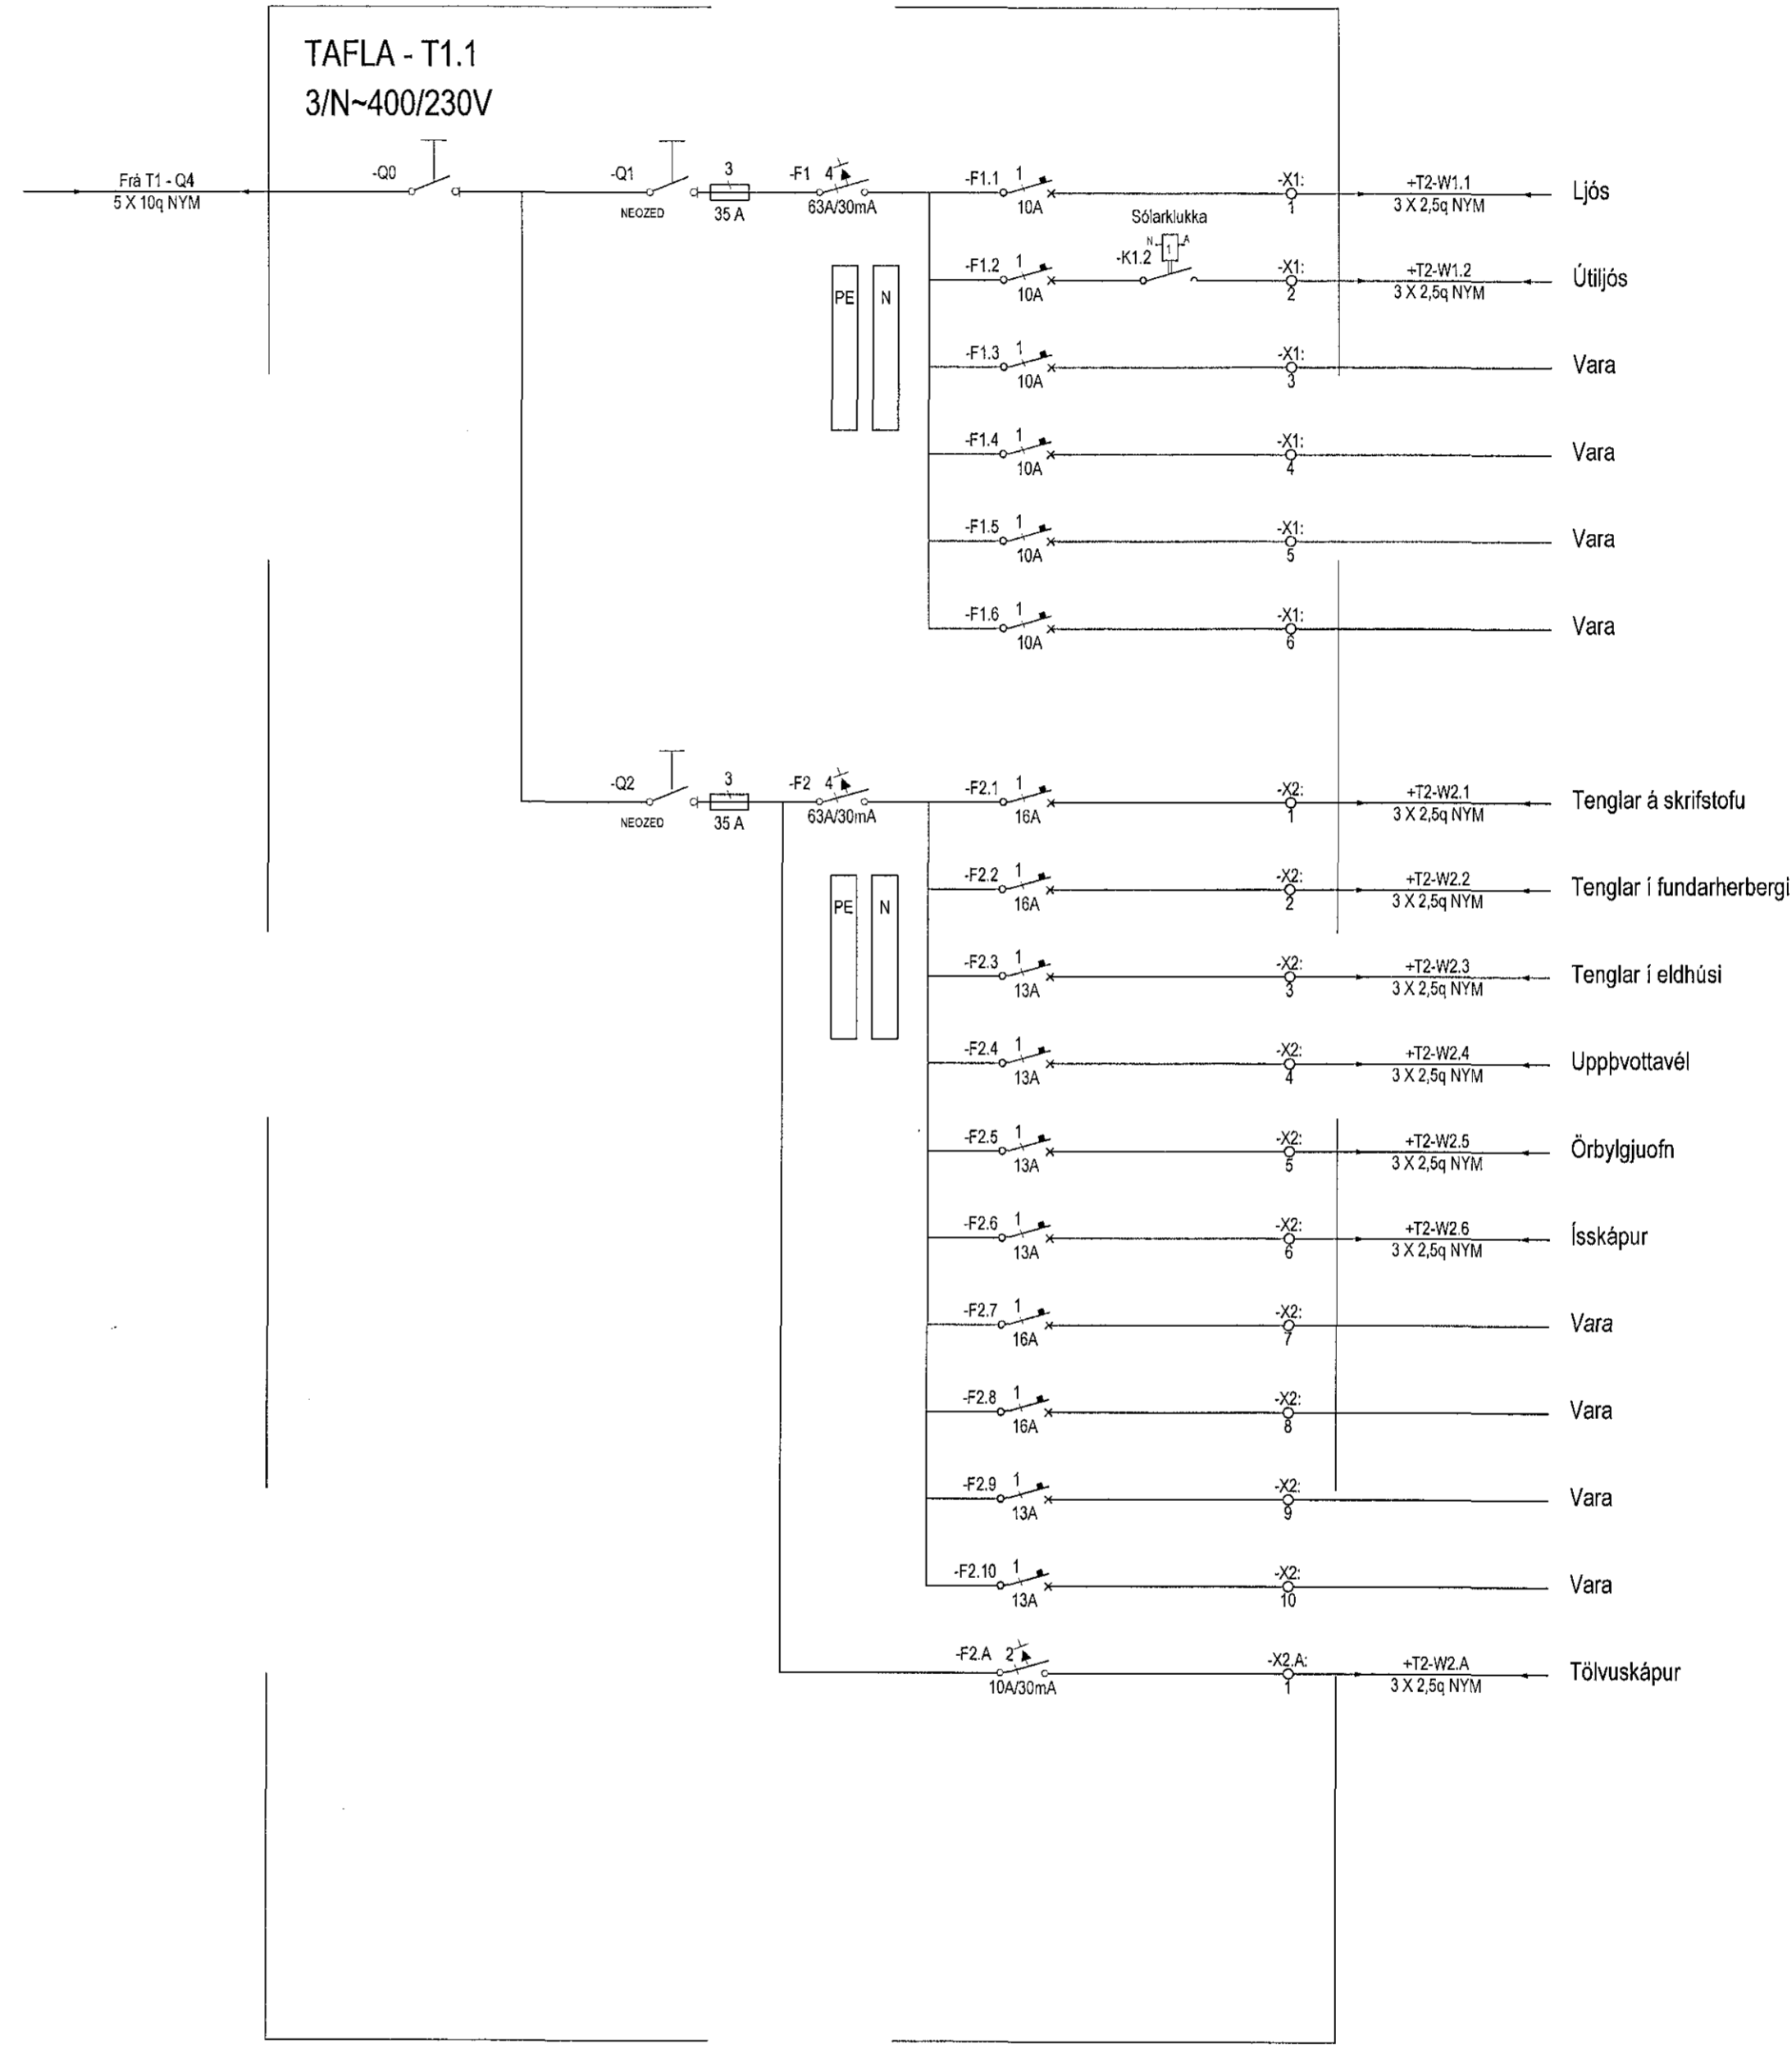 TAFLA - T1.1
3/N~400/230V
Frá T1 - Q4
5 X 10q NYM
-Q0
-Q1
NEOZED
3
35 A
-F1
4
63A/30mA
PE
N
-F1.1
1
10A
-X1:
1
+T2-W1.1
3 X 2,5q NYM
Ljós
-F1.2
1
10A
Sólarklukka
-K1.2
N
1
A
-X1:
2
+T2-W1.2
3 X 2,5q NYM
Útiljós
-F1.3
1
10A
-X1:
3
Vara
-F1.4
1
10A
-X1:
4
Vara
-F1.5
1
10A
-X1:
5
Vara
-F1.6
1
10A
-X1:
6
Vara
-Q2
NEOZED
3
35 A
-F2
4
63A/30mA
PE
N
-F2.1
1
16A
-X2:
1
+T2-W2.1
3 X 2,5q NYM
Tenglar á skrifstofu
-F2.2
1
16A
-X2:
2
+T2-W2.2
3 X 2,5q NYM
Tenglar í fundarherbergi
-F2.3
1
13A
-X2:
3
+T2-W2.3
3 X 2,5q NYM
Tenglar í eldhúsi
-F2.4
1
13A
-X2:
4
+T2-W2.4
3 X 2,5q NYM
Uppþvottavél
-F2.5
1
13A
-X2:
5
+T2-W2.5
3 X 2,5q NYM
Örbylgjuofn
-F2.6
1
13A
-X2:
6
+T2-W2.6
3 X 2,5q NYM
Ísskápur
-F2.7
1
16A
-X2:
7
Vara
-F2.8
1
16A
-X2:
8
Vara
-F2.9
1
13A
-X2:
9
Vara
-F2.10
1
13A
-X2:
10
Vara
-F2.A
2
10A/30mA
-X2.A:
1
+T2-W2.A
3 X 2,5q NYM
Tölvuskápur